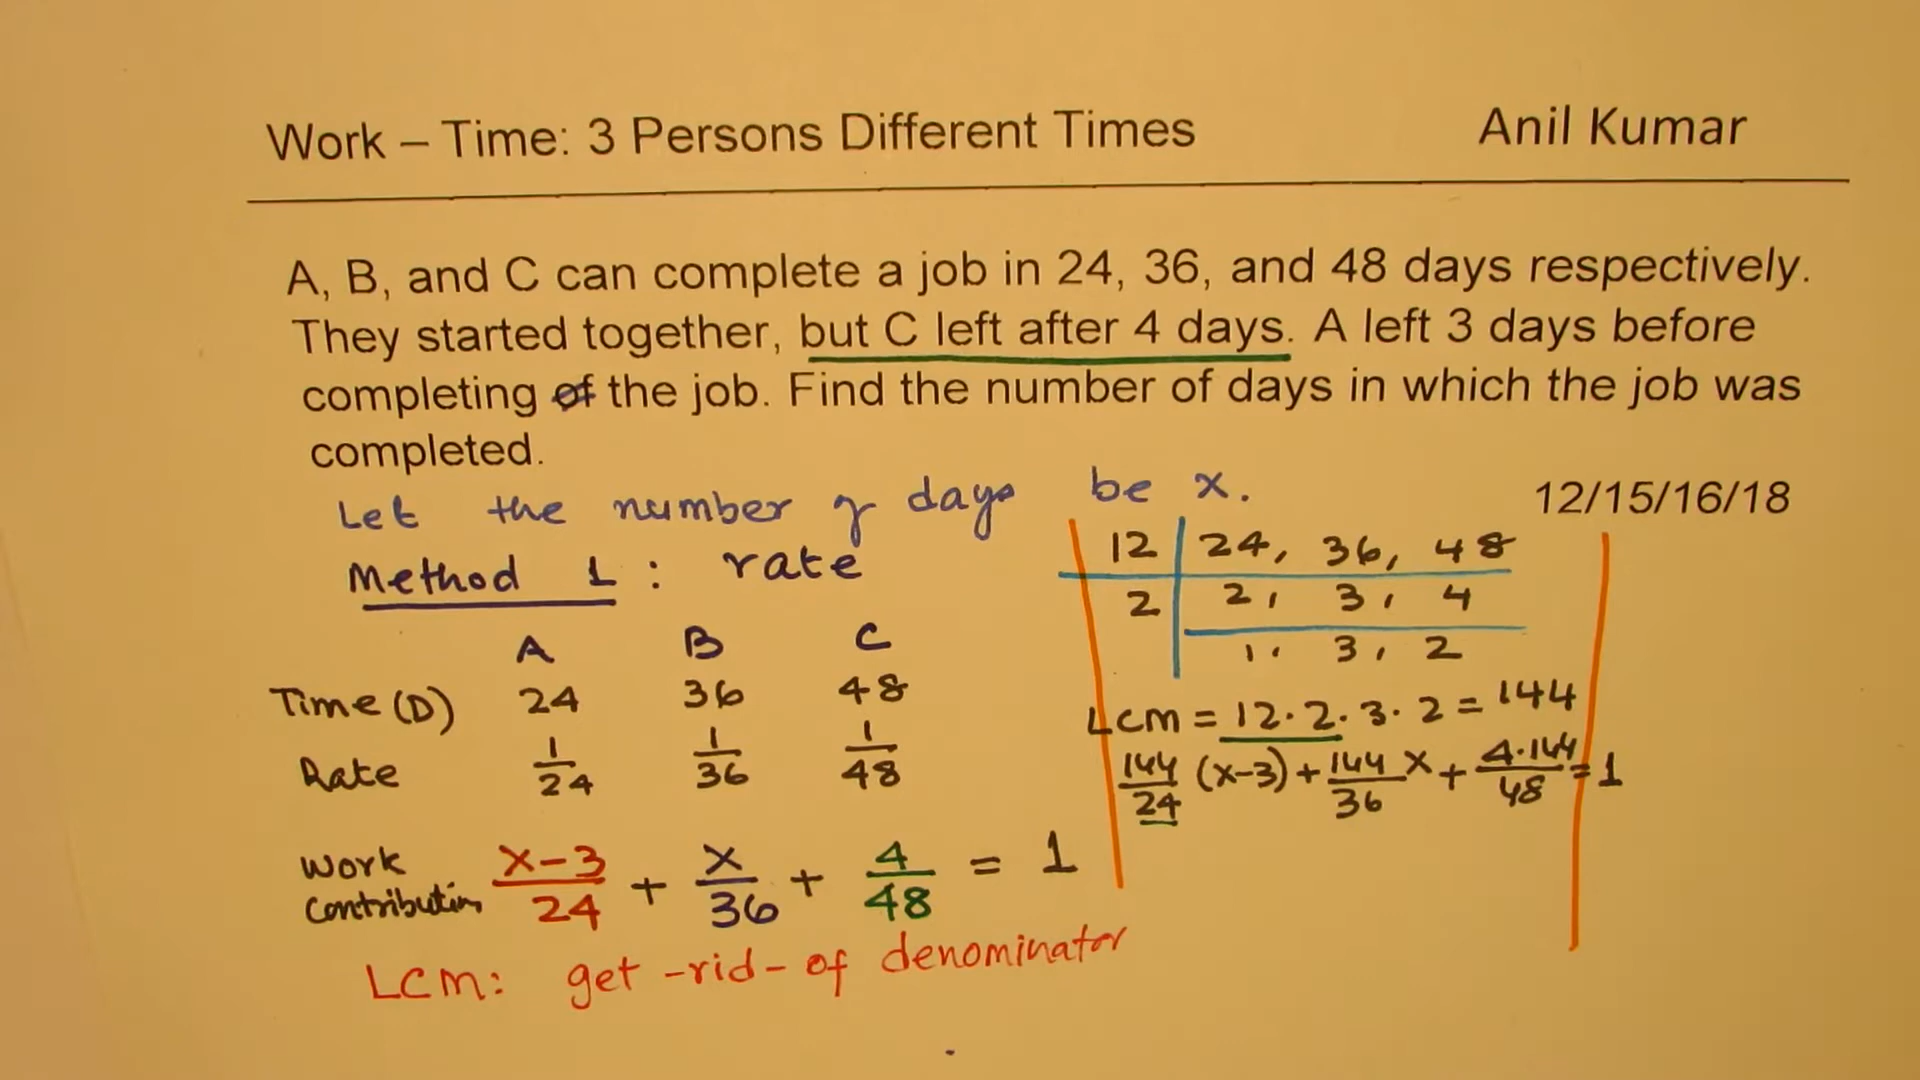 Work – Time: 3 Persons Different Times Anil Kumar
A, B, and C can complete a job in 24, 36, and 48 days respectively.
They started together, but C left after 4 days. A left 3 days before
completing of the job. Find the number of days in which the job was
completed.
12/15/16/18
Let the number of days be x.
Method 1 : rate
A B C
Time (D) 24 36 48
Rate 1/24 1/36 1/48
Work Contribution x-3/24 + x/36 + 4/48 = 1
LCM: get-rid-of denominator
12 | 24, 36, 48
2 | 2, 3, 4
1, 3, 2
LCM = 12·2·3·2 = 144
144/24 (x-3) + 144/36 x + 4·144/48 = 1